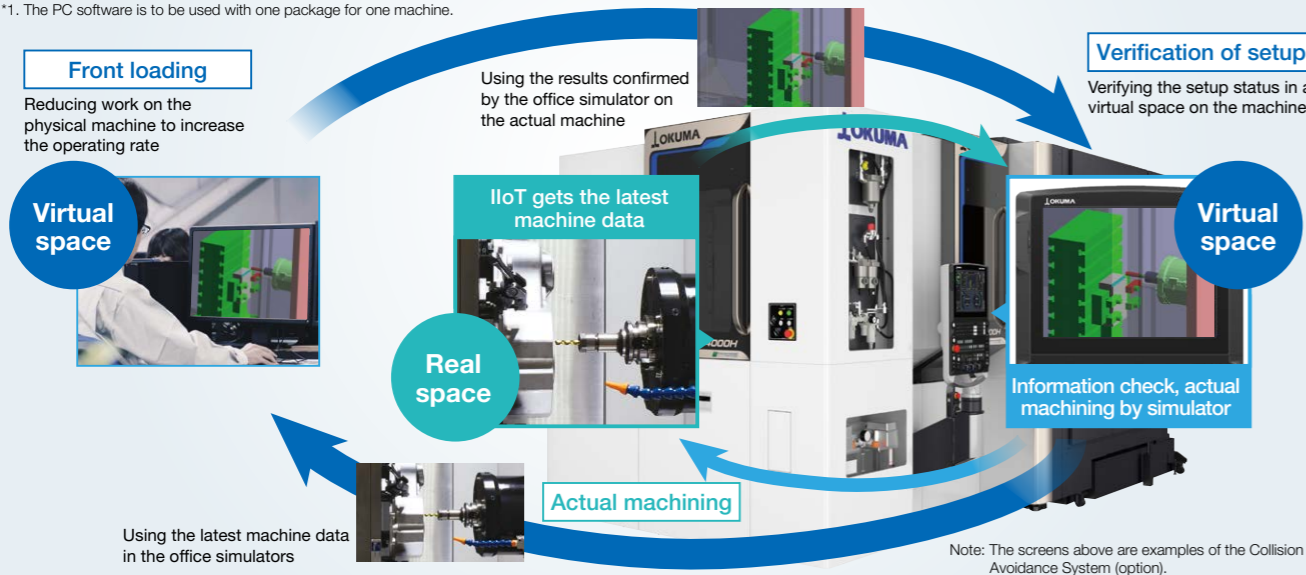 *1. The PC software is to be used with one package for one machine.
Front loading
Reducing work on the
physical machine to increase
the operating rate
Virtual
space
Using the results confirmed
by the office simulator on
the actual machine
Verification of setup
Verifying the setup status in a
virtual space on the machine
OKUMA
OKUMA
IIoT gets the latest
machine data
Real
space
000H
OKUMA
Virtual
space
Information check, actual
machining by simulator
Actual machining
Using the latest machine data
in the office simulators
Note: The screens above are examples of the Collision
Avoidance System (option).